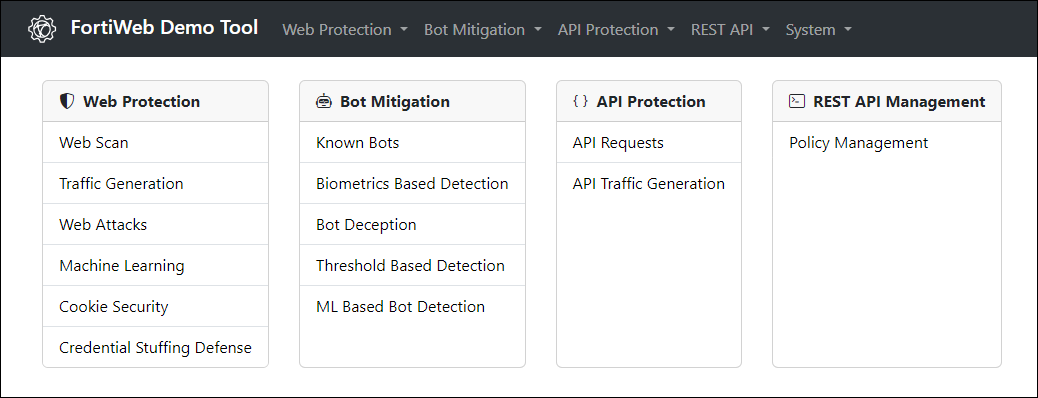 FortiWeb Demo Tool Web Protection Bot Mitigation API Protection REST API System
Web Protection
Web Scan
Traffic Generation
Web Attacks
Machine Learning
Cookie Security
Credential Stuffing Defense
Bot Mitigation
Known Bots
Biometrics Based Detection
Bot Deception
Threshold Based Detection
ML Based Bot Detection
{ } API Protection
API Requests
API Traffic Generation
REST API Management
Policy Management